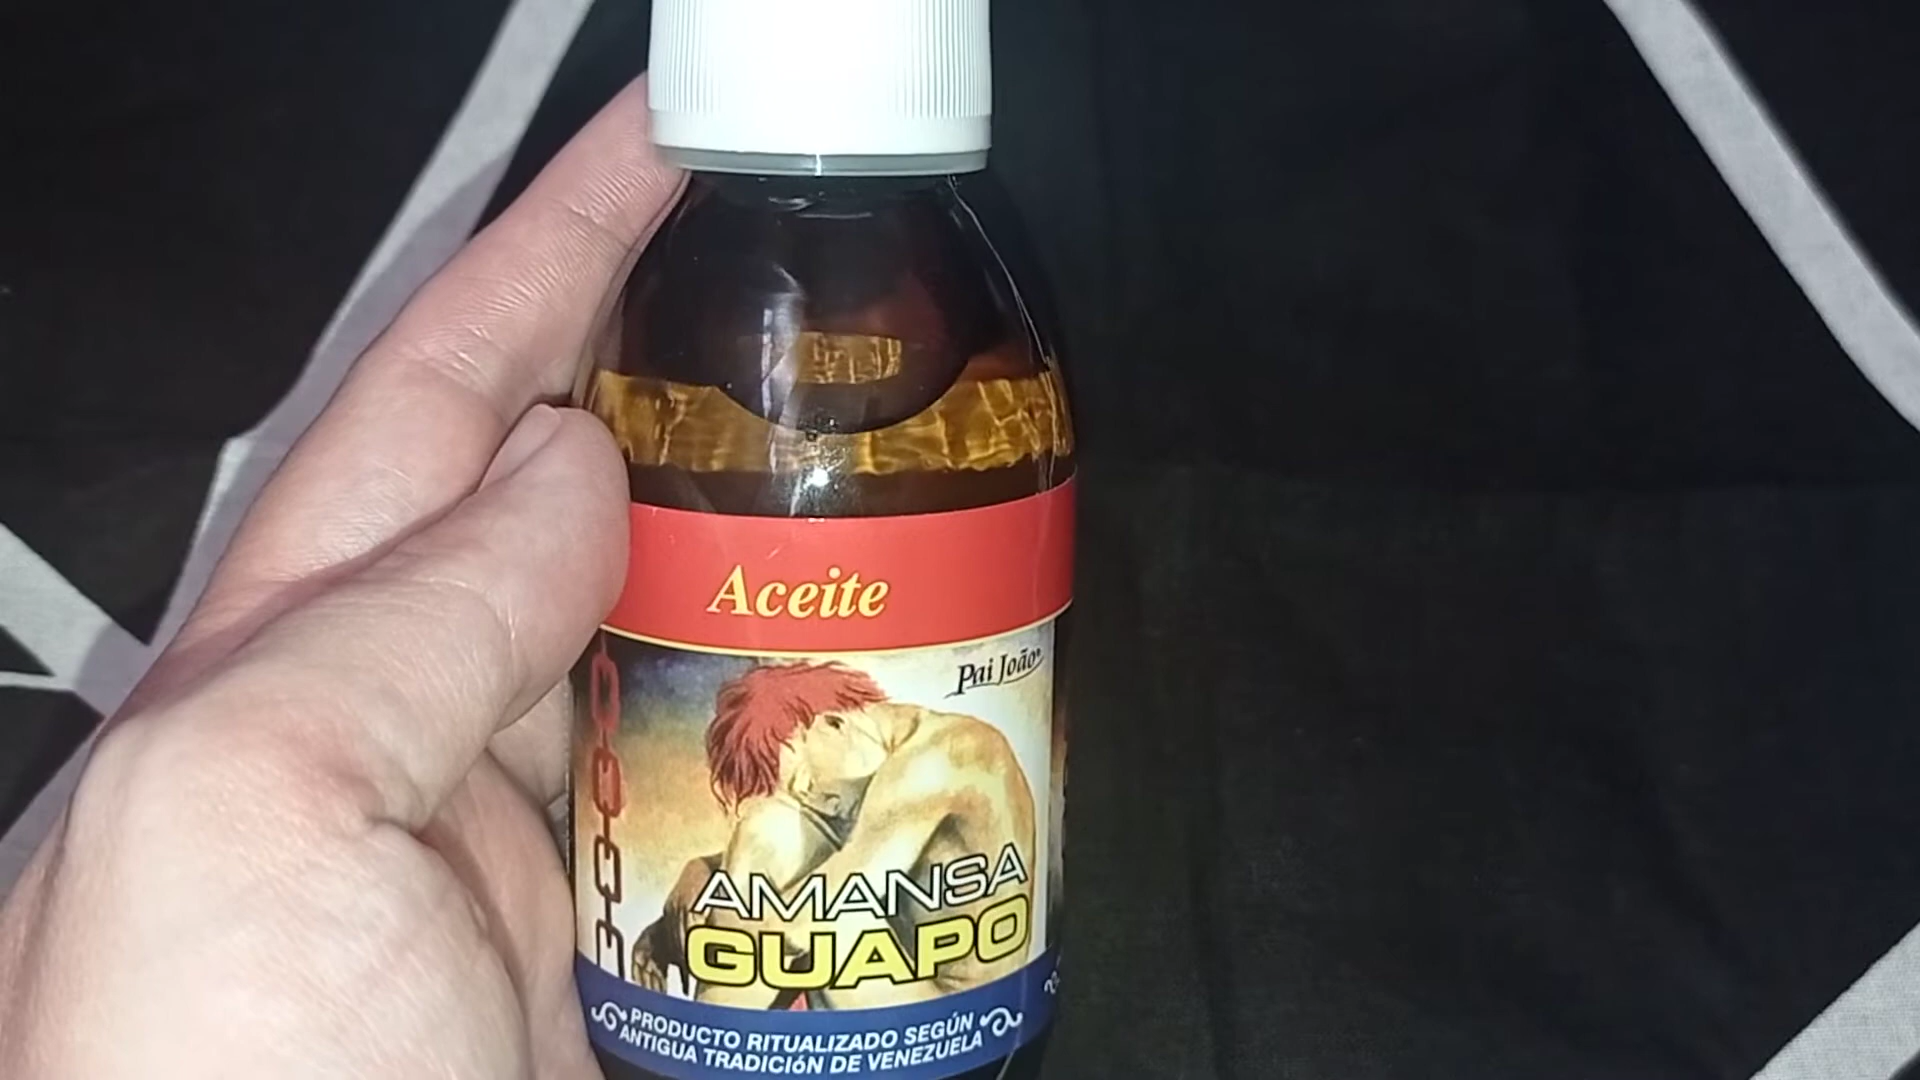 Aceite
Pai João
AMANSA
GUAPO
PRODUCTO RITUALIZADO SEGÚN
ANTIGUA TRADICIÓN DE VENEZUELA